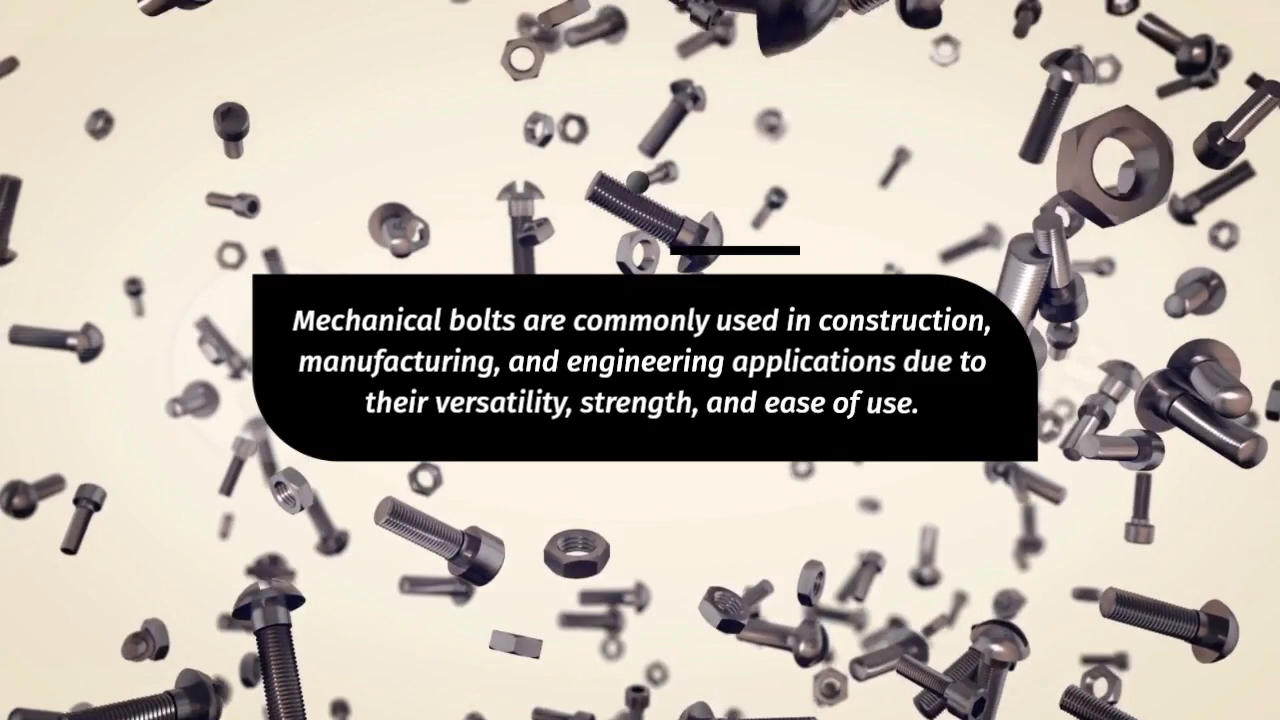 Mechanical bolts are commonly used in construction,
manufacturing, and engineering applications due to
their versatility, strength, and ease of use.